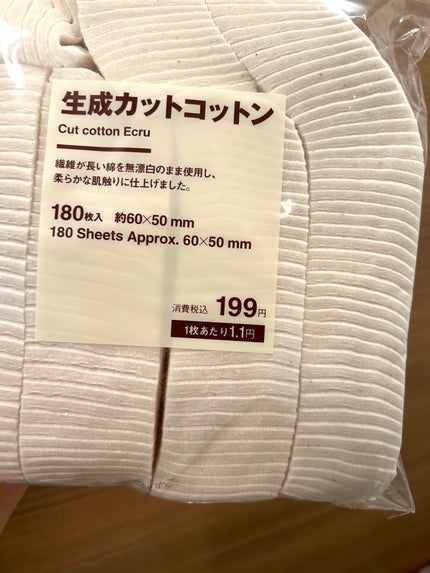 生成カットコットン
Cut cotton Ecru
繊維が長い綿を無漂白のまま使用し、
柔らかな肌触りに仕上げました。
180枚入 約60×50 mm
180 Sheets Approx. 60×50 mm
消費税込 199円
1枚あたり1.1円